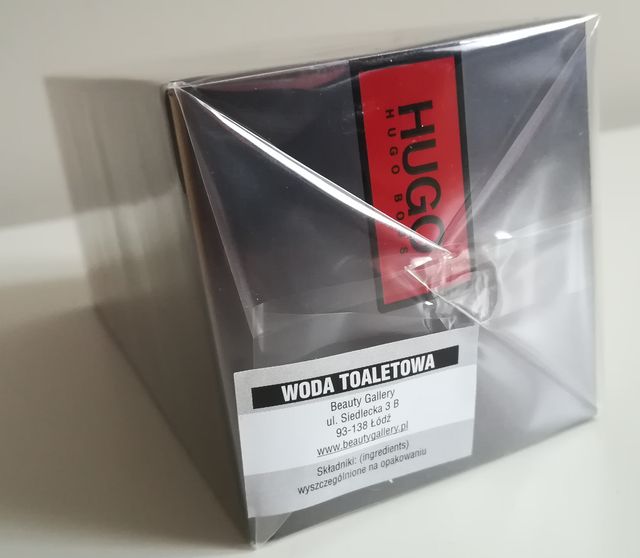 HUGO
HUGO BOSS
WODA TOALETOWA
Beauty Gallery
ul. Siedlecka 3 B
93-138 Łódź
www.beautygallery.pl
Składniki: (ingredients)
wyszczególnione na opakowaniu